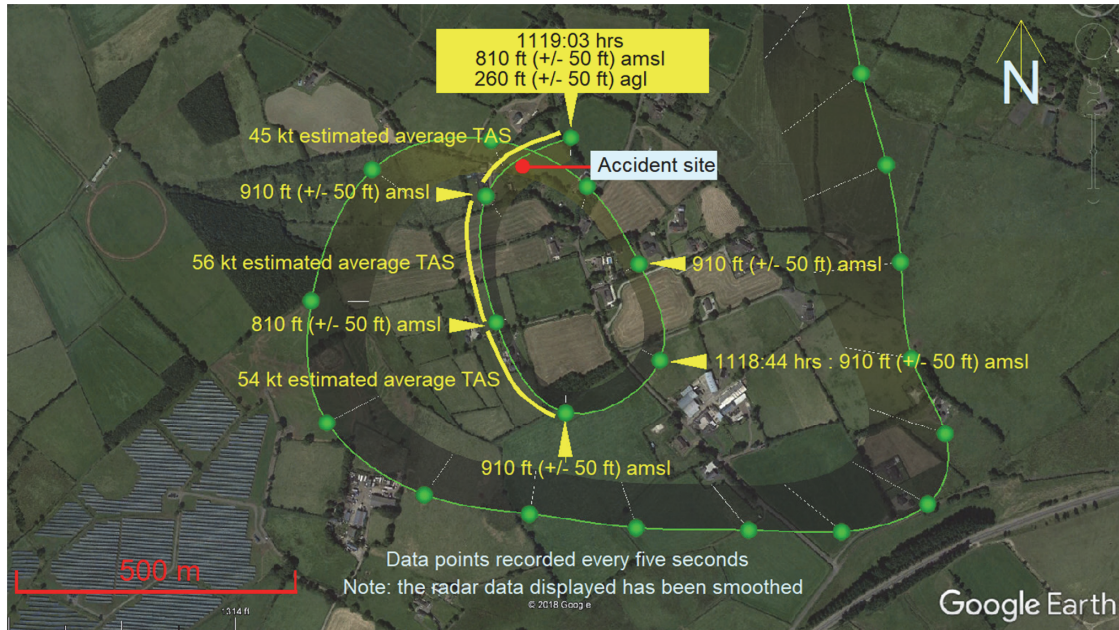 1119:03 hrs
810 ft (+/- 50 ft) amsl
260 ft (+/- 50 ft) agl
N
45 kt estimated average TAS
Accident site
910 ft (+/- 50 ft) amsl
56 kt estimated average TAS
910 ft (+/- 50 ft) amsl
810 ft (+/- 50 ft) amsl
1118:44 hrs : 910 ft (+/- 50 ft) amsl
54 kt estimated average TAS
910 ft (+/- 50 ft) amsl
Data points recorded every five seconds
500 m
Note: the radar data displayed has been smoothed
© 2018 Google
1314 ft
Google Earth